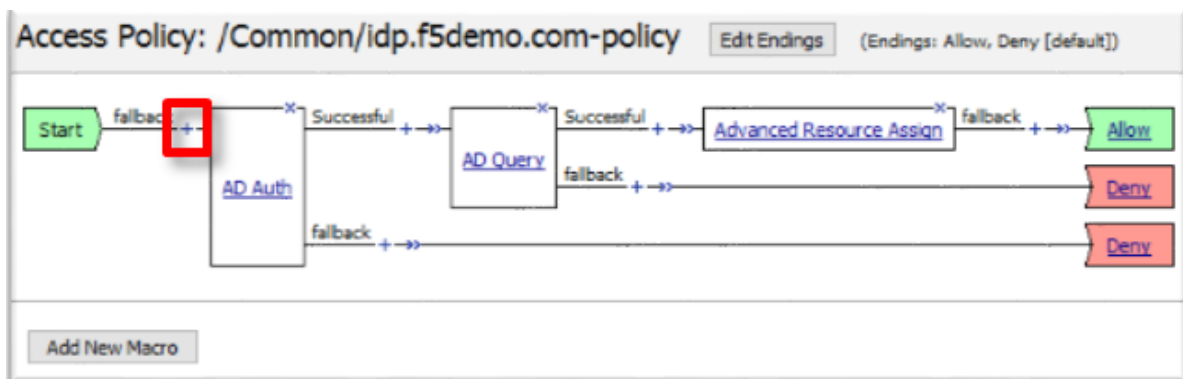 Access Policy: /Common/idp.f5demo.com-policy Edit Endings (Endings: Allow, Deny [default])
Start fallback + AD Auth × Successful + AD Query × Successful + Advanced Resource Assign × fallback + Allow
fallback + Deny
fallback + Deny
Add New Macro